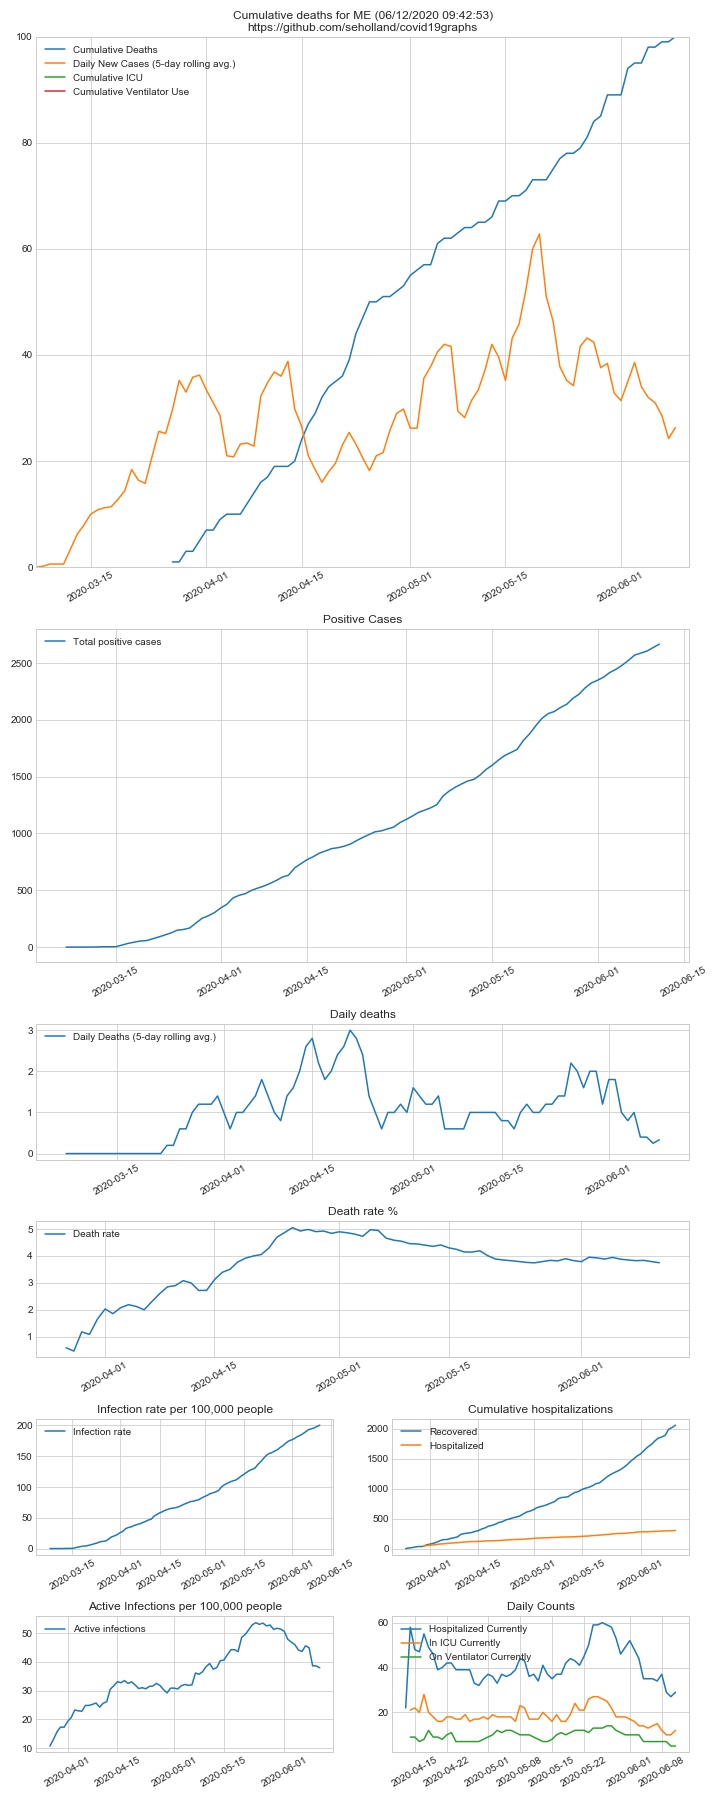 Cumulative deaths for ME (06/12/2020 09:42:53)
https://github.com/seholland/covid19graphs
Cumulative Deaths
Daily New Cases (5-day rolling avg.)
Cumulative ICU
Cumulative Ventilator Use
100
80
60
40
20
0
2020-03-15 2020-04-01 2020-04-15 2020-05-01 2020-05-15 2020-06-01
Positive Cases
Total positive cases
2500
2000
1500
1000
500
0
2020-03-15 2020-04-01 2020-04-15 2020-05-01 2020-05-15 2020-06-01 2020-06-15
Daily deaths
Daily Deaths (5-day rolling avg.)
3
2
1
0
2020-03-15 2020-04-01 2020-04-15 2020-05-01 2020-05-15 2020-06-01
Death rate %
Death rate
5
4
3
2
1
2020-04-01 2020-04-15 2020-05-01 2020-05-15 2020-06-01
Infection rate per 100,000 people
Infection rate
200
150
100
50
0
2020-03-15 2020-04-01 2020-04-15 2020-05-01 2020-05-15 2020-06-01 2020-06-15
Cumulative hospitalizations
Recovered
Hospitalized
2000
1500
1000
500
0
2020-04-01 2020-04-15 2020-05-01 2020-05-15 2020-06-01
Active Infections per 100,000 people
Active infections
50
40
30
20
10
2020-04-01 2020-04-15 2020-05-01 2020-05-15 2020-06-01
Daily Counts
Hospitalized Currently
In ICU Currently
On Ventilator Currently
60
40
20
2020-04-15 2020-04-22 2020-05-01 2020-05-08 2020-05-15 2020-05-22 2020-06-01 2020-06-08